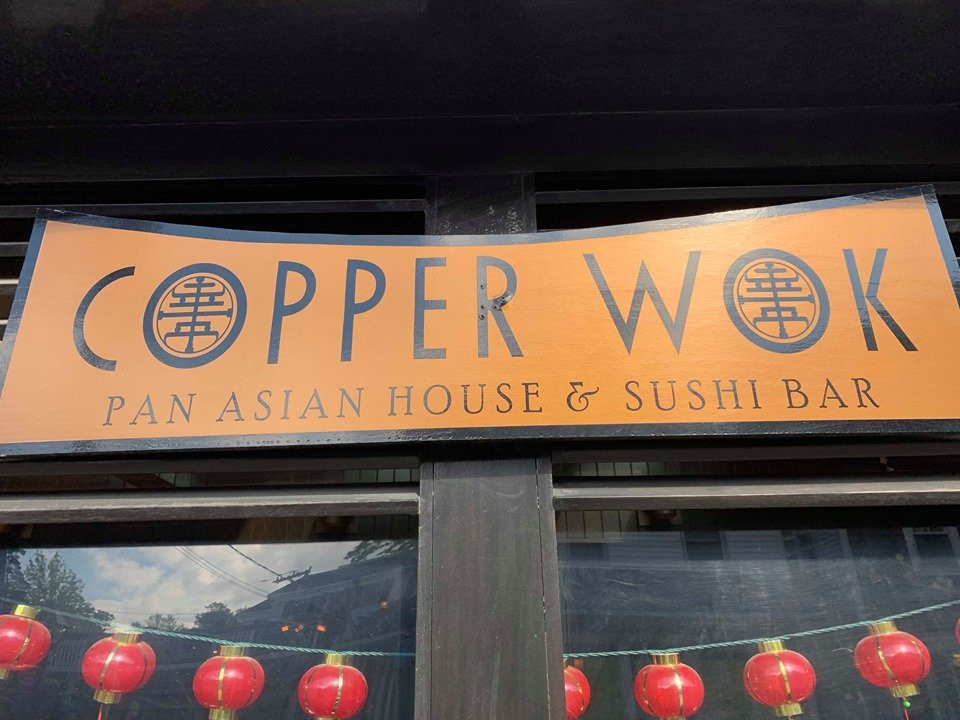 COPPER WOK
PAN ASIAN HOUSE & SUSHI BAR